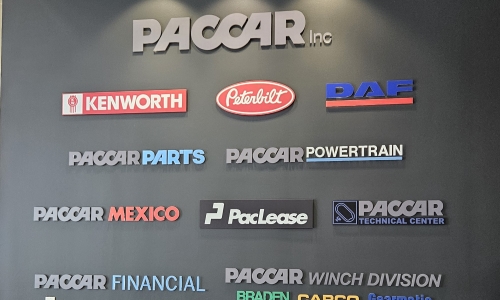 PACCAR Inc
KENWORTH Peterbilt DAF
PACCAR PARTS PACCAR POWERTRAIN
PACCAR MEXICO PacLease PACCAR TECHNICAL CENTER
PACCAR FINANCIAL PACCAR WINCH DIVISION
BRADEN CARCO Gearmatic